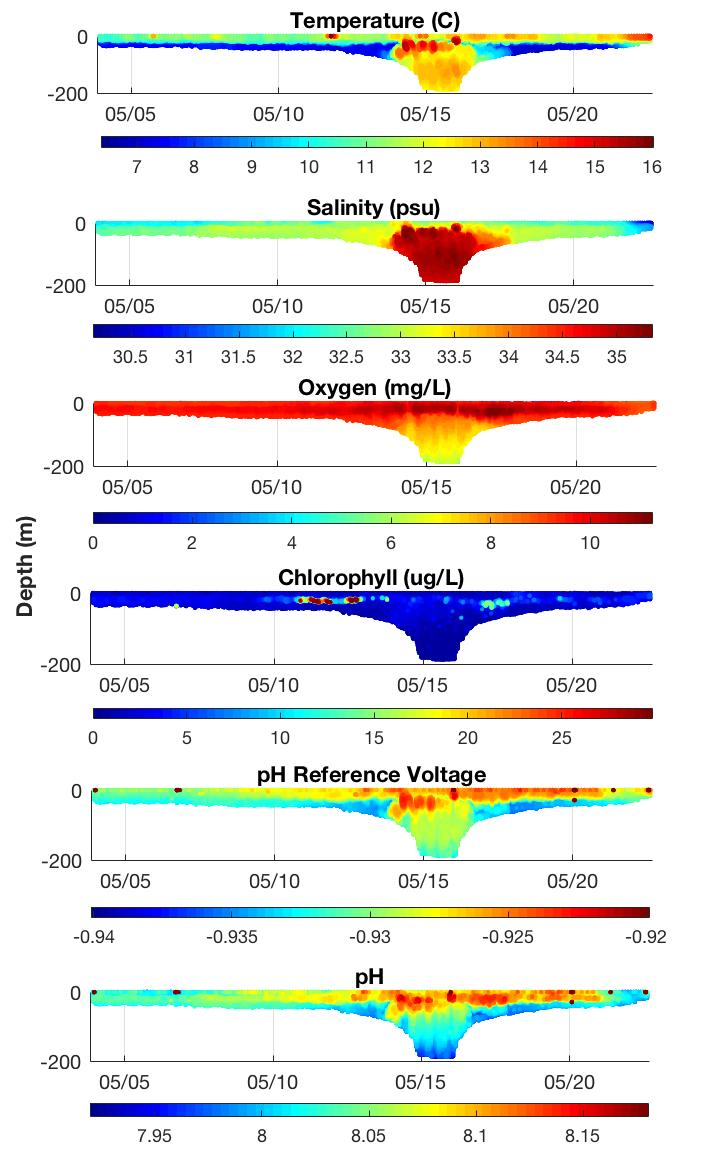 Temperature (C)
0
-200
05/05 05/10 05/15 05/20
7 8 9 10 11 12 13 14 15 16
Salinity (psu)
0
-200
05/05 05/10 05/15 05/20
30.5 31 31.5 32 32.5 33 33.5 34 34.5 35
Oxygen (mg/L)
0
-200
05/05 05/10 05/15 05/20
0 2 4 6 8 10
Depth (m)
Chlorophyll (ug/L)
0
-200
05/05 05/10 05/15 05/20
0 5 10 15 20 25
pH Reference Voltage
0
-200
05/05 05/10 05/15 05/20
-0.94 -0.935 -0.93 -0.925 -0.92
pH
0
-200
05/05 05/10 05/15 05/20
7.95 8 8.05 8.1 8.15